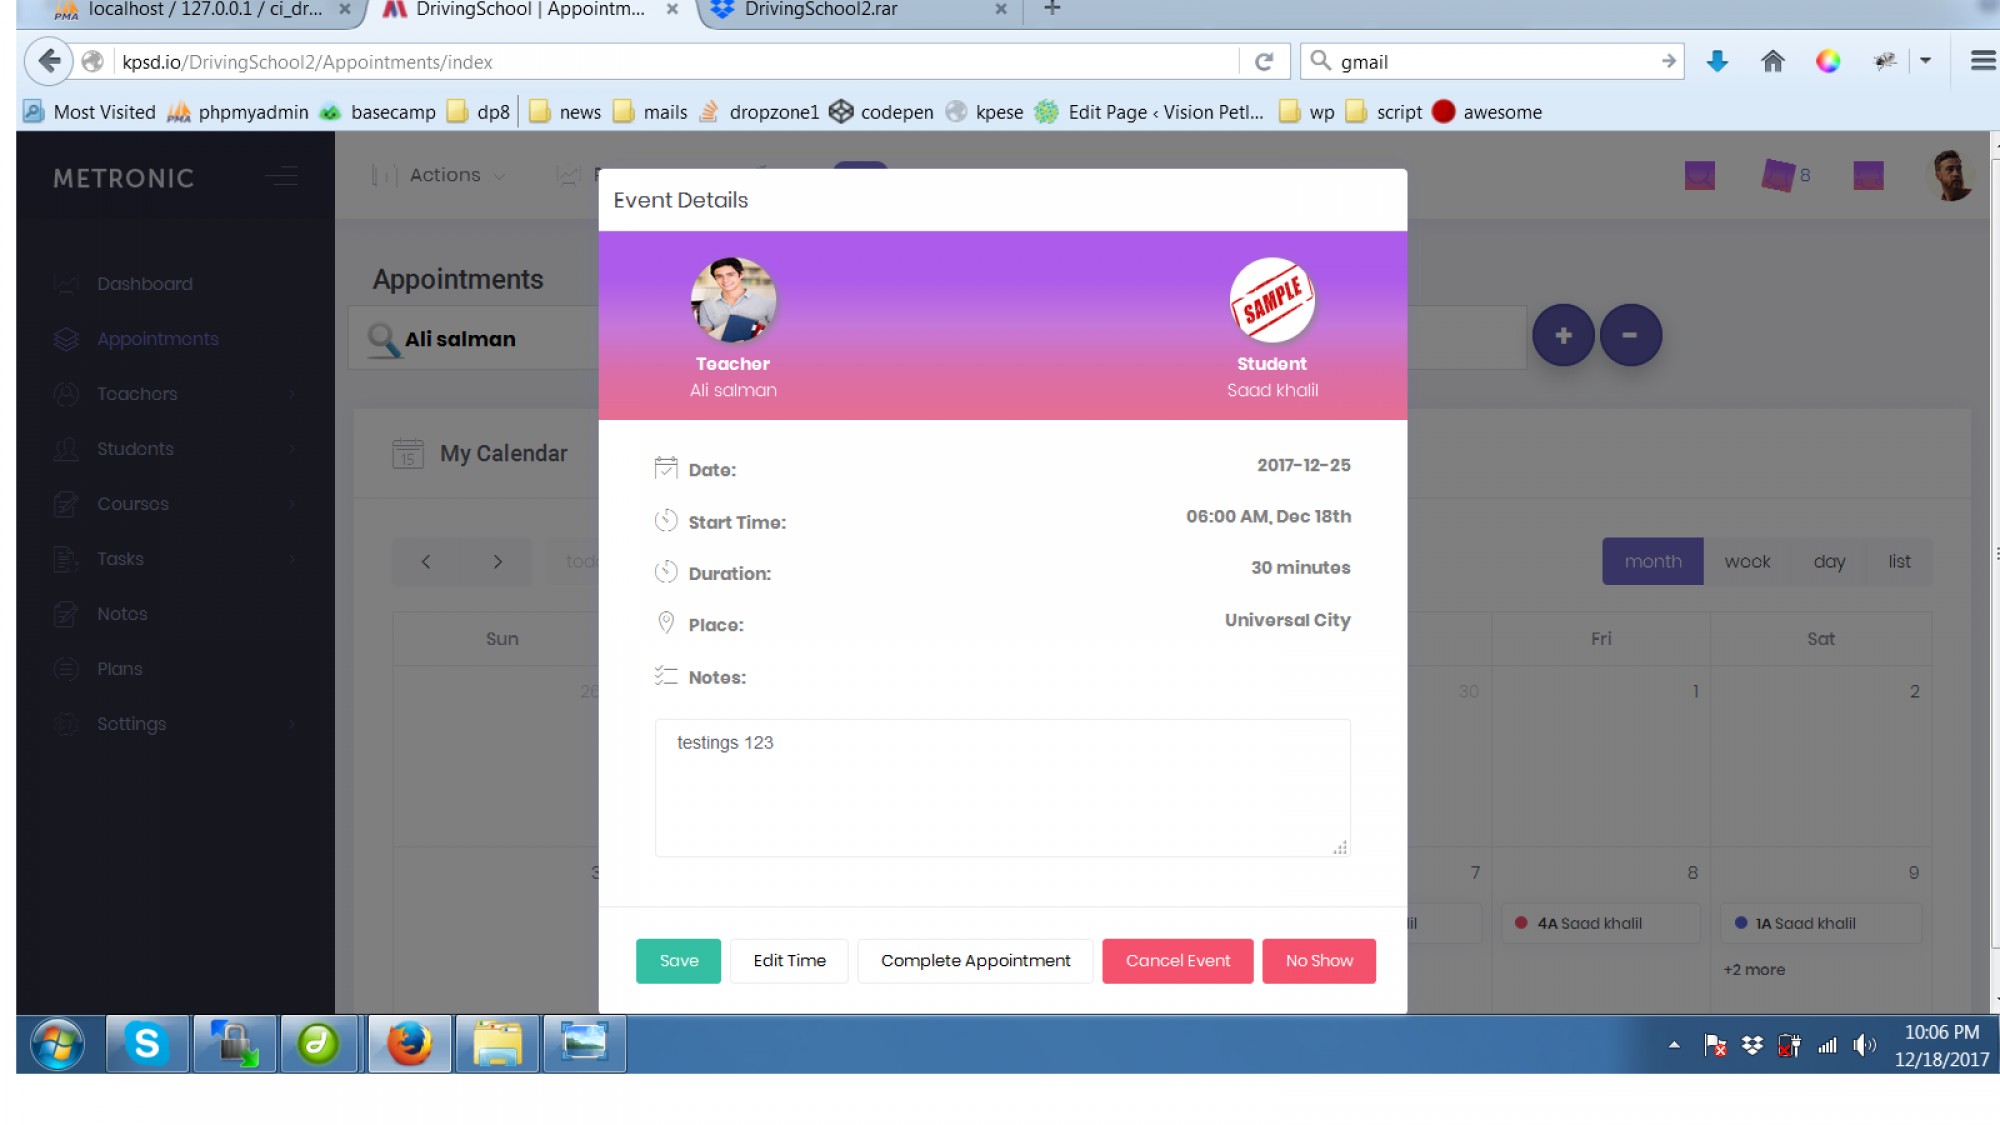 localhost / 127.0.0.1 / ci_dr...
DrivingSchool | Appointm...
DrivingSchool2.rar
kpsd.io/DrivingSchool2/Appointments/index
gmail
Most Visited phpmyadmin basecamp dp8 news mails dropzone1 codepen kpese Edit Page ‹ Vision Petl... wp script awesome
METRONIC
Actions
8
Dashboard
Appointments
Teachers
Students
Courses
Tasks
Notes
Plans
Settings
Appointments
Ali salman
My Calendar
15
month week day list
Sun
Fri
Sat
30
1
2
7
8
9
4A Saad khalil
1A Saad khalil
+2 more
Event Details
Teacher
Ali salman
SAMPLE
Student
Saad khalil
Date: 2017-12-25
Start Time: 06:00 AM, Dec 18th
Duration: 30 minutes
Place: Universal City
Notes:
testings 123
Save
Edit Time
Complete Appointment
Cancel Event
No Show
10:06 PM
12/18/2017